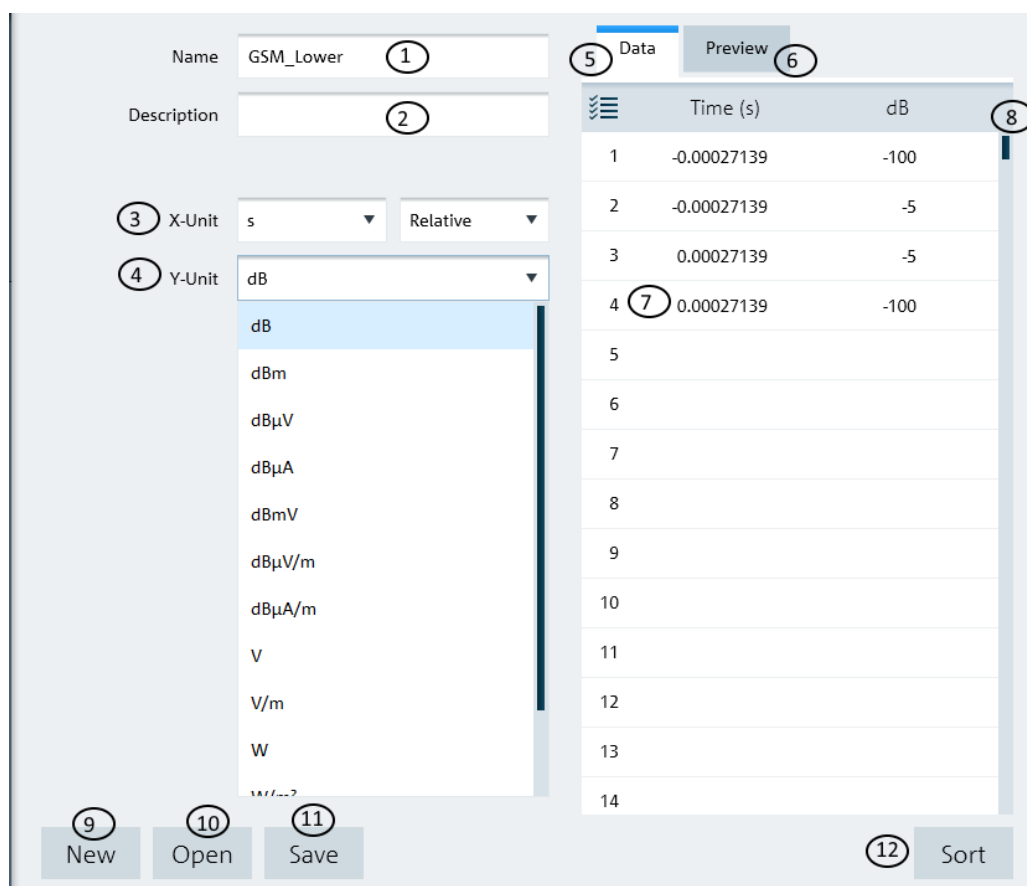 Name GSM_Lower 1
Description 2
3 X-Unit s Relative
4 Y-Unit dB
dB
dBm
dBµV
dBµA
dBmV
dBµV/m
dBµA/m
V
V/m
W
W/m²
9 10 11
New Open Save
5 Data Preview 6
Time (s) dB 8
1 -0.00027139 -100
2 -0.00027139 -5
3 0.00027139 -5
4 7 0.00027139 -100
5
6
7
8
9
10
11
12
13
14
12 Sort